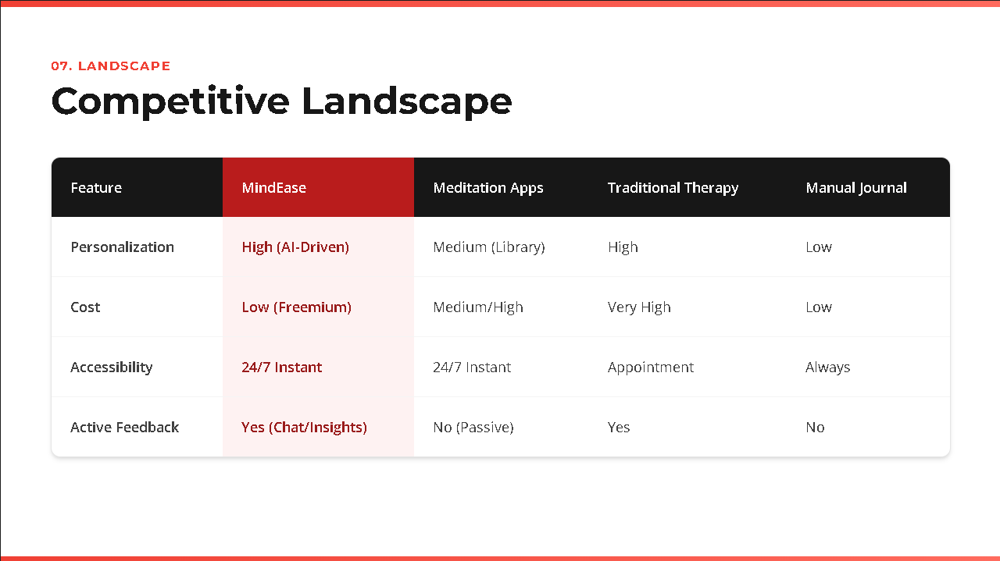 07. LANDSCAPE
Competitive Landscape
Feature MindEase Meditation Apps Traditional Therapy Manual Journal
Personalization High (AI-Driven) Medium (Library) High Low
Cost Low (Freemium) Medium/High Very High Low
Accessibility 24/7 Instant 24/7 Instant Appointment Always
Active Feedback Yes (Chat/Insights) No (Passive) Yes No